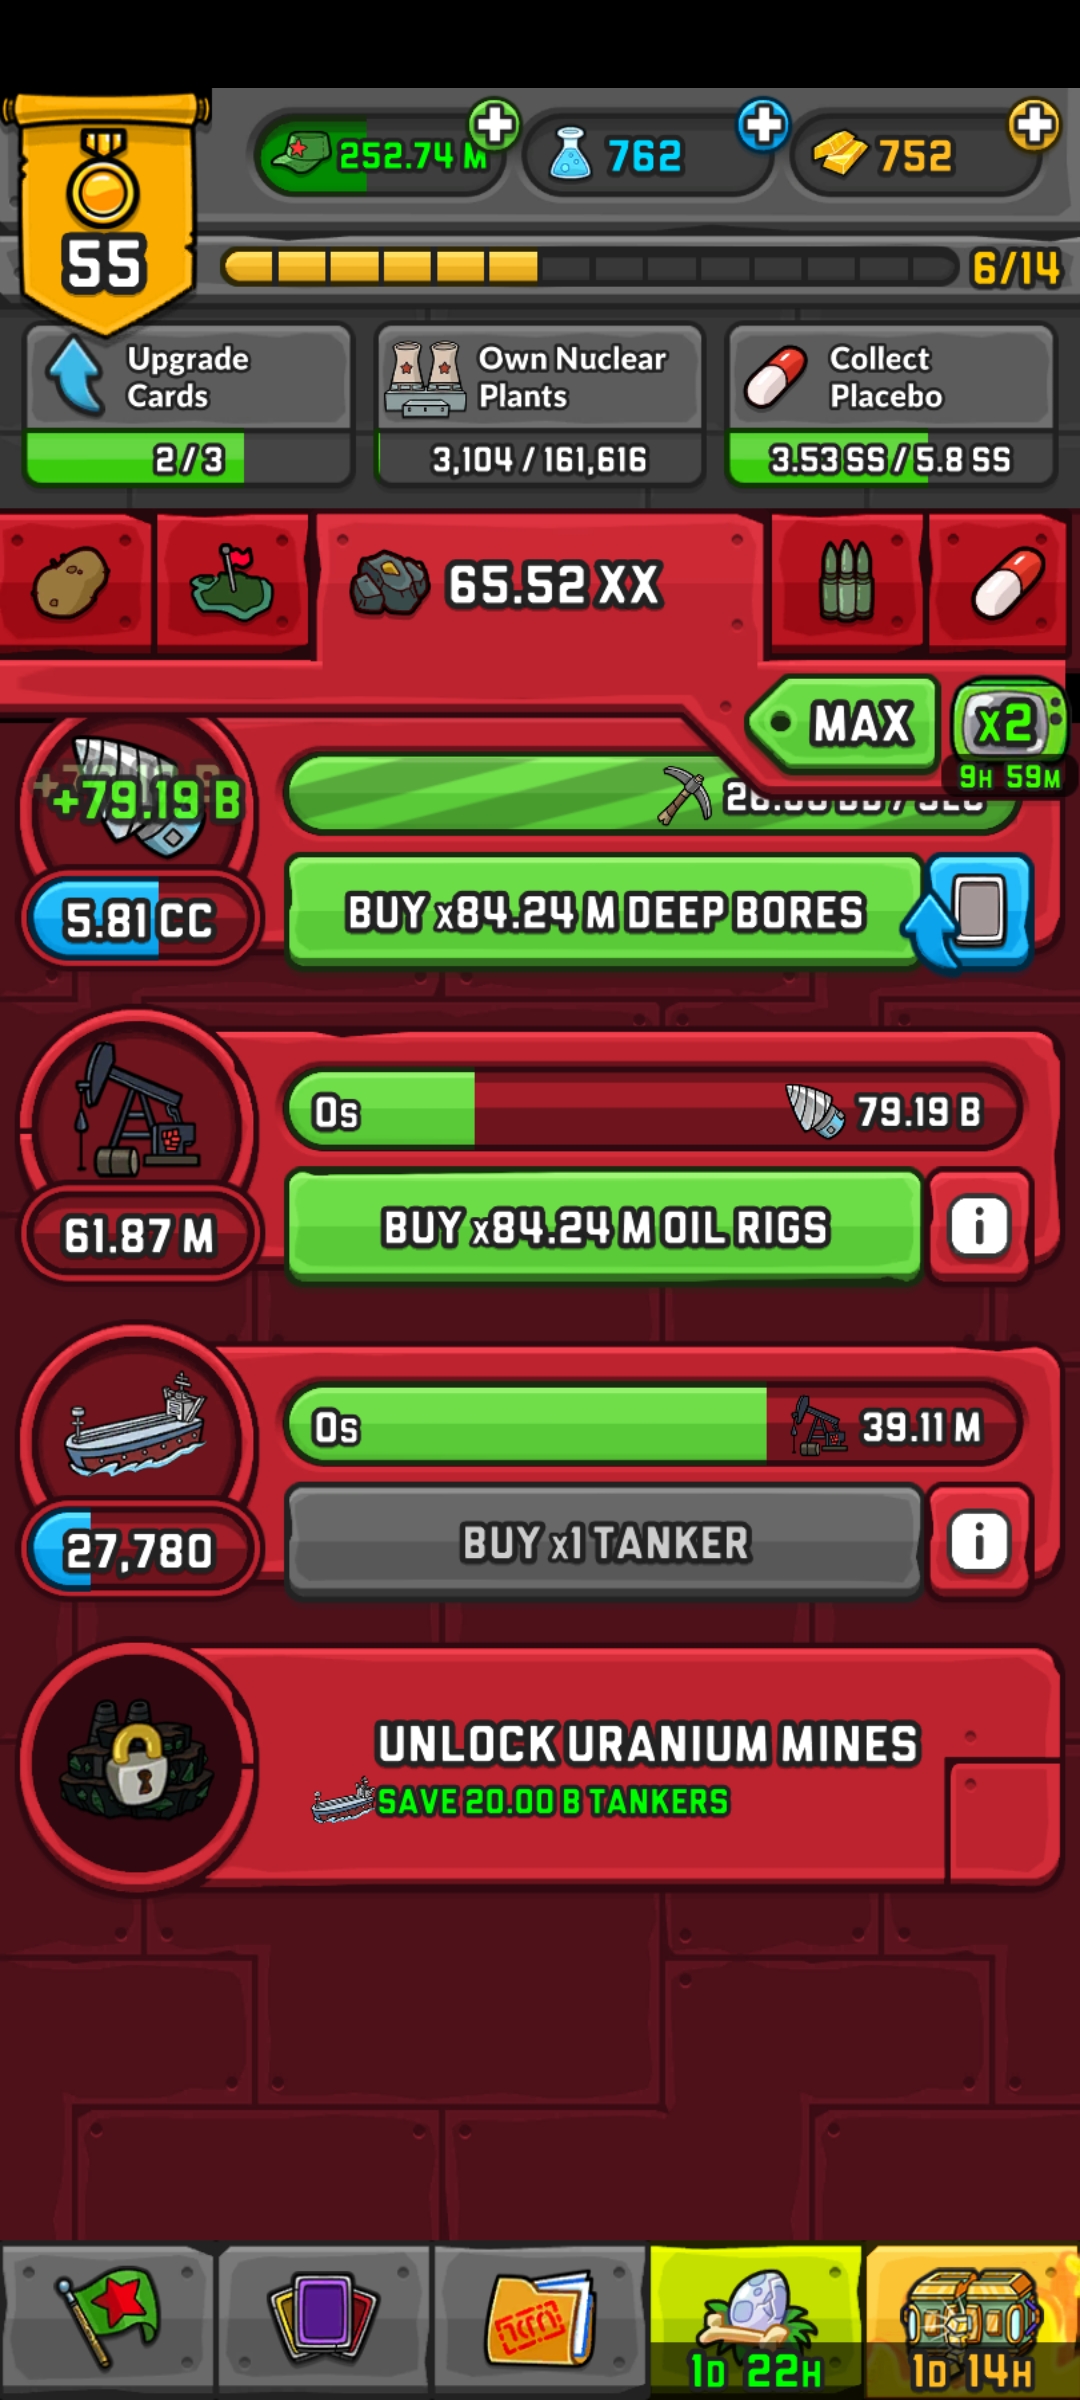 252.74 M
762
752
55
6/14
Upgrade
Cards
Own Nuclear
Plants
Collect
Placebo
2/3
3,104/161,616
3.53 SS/5.8 SS
65.52 XX
MAX
X2
9H 59M
+79.19 B
5.81 CC
BUY x84.24 M DEEP BORES
0s
79.19 B
61.87 M
BUY x84.24 M OIL RIGS
i
0s
39.11 M
27,780
BUY x1 TANKER
i
UNLOCK URANIUM MINES
SAVE 20.00 B TANKERS
1D 22H
1D 14H